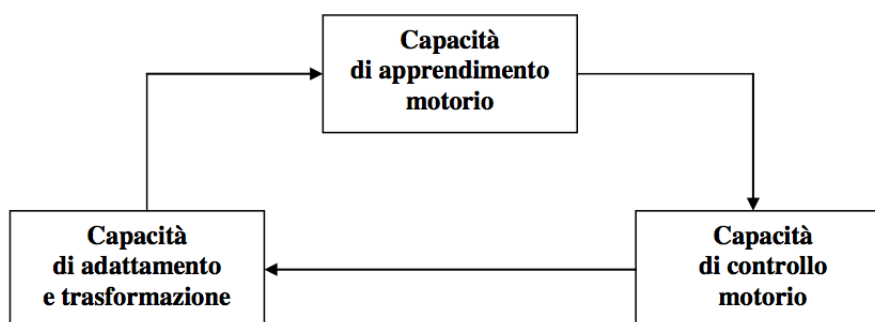 Capacità
di apprendimento
motorio
Capacità
di adattamento
e trasformazione
Capacità
di controllo
motorio